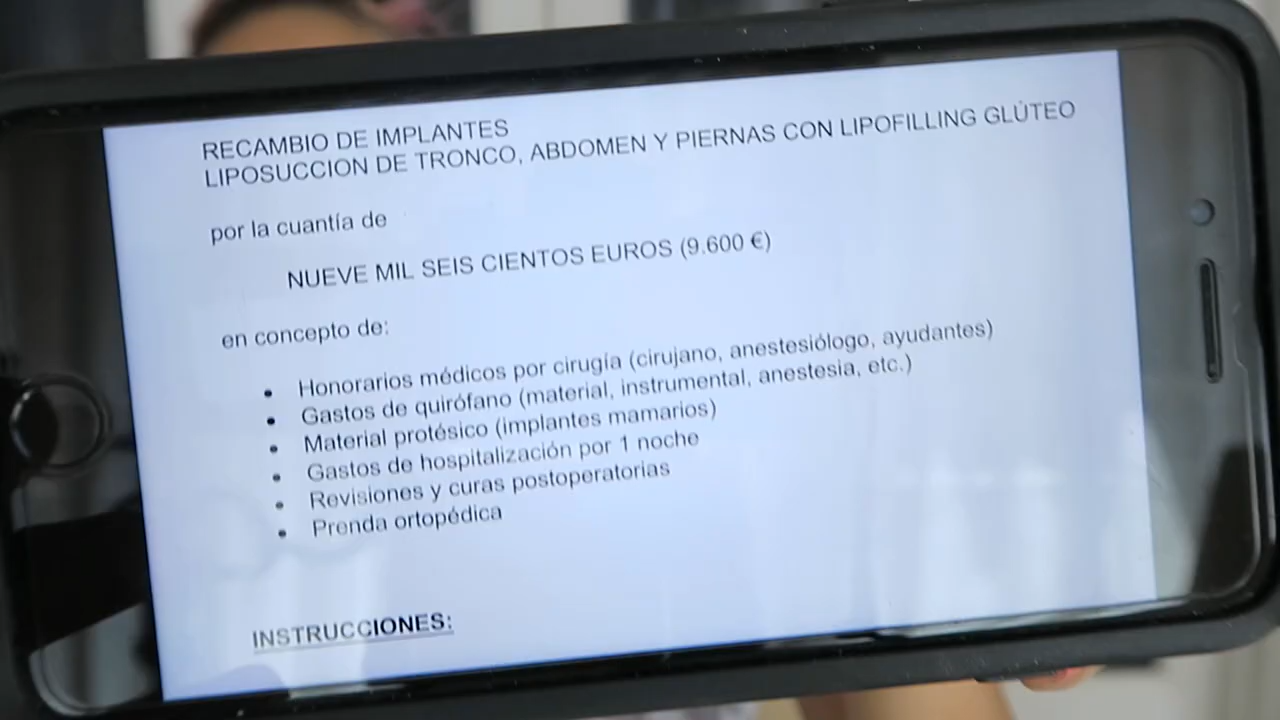 RECAMBIO DE IMPLANTES
LIPOSUCCION DE TRONCO, ABDOMEN Y PIERNAS CON LIPOFILLING GLÚTEO
por la cuantía de
NUEVE MIL SEIS CIENTOS EUROS (9.600 €)
en concepto de:
• Honorarios médicos por cirugía (cirujano, anestesiólogo, ayudantes)
• Gastos de quirófano (material, instrumental, anestesia, etc.)
• Material protésico (implantes mamarios)
• Gastos de hospitalización por 1 noche
• Revisiones y curas postoperatorias
• Prenda ortopédica
INSTRUCCIONES: